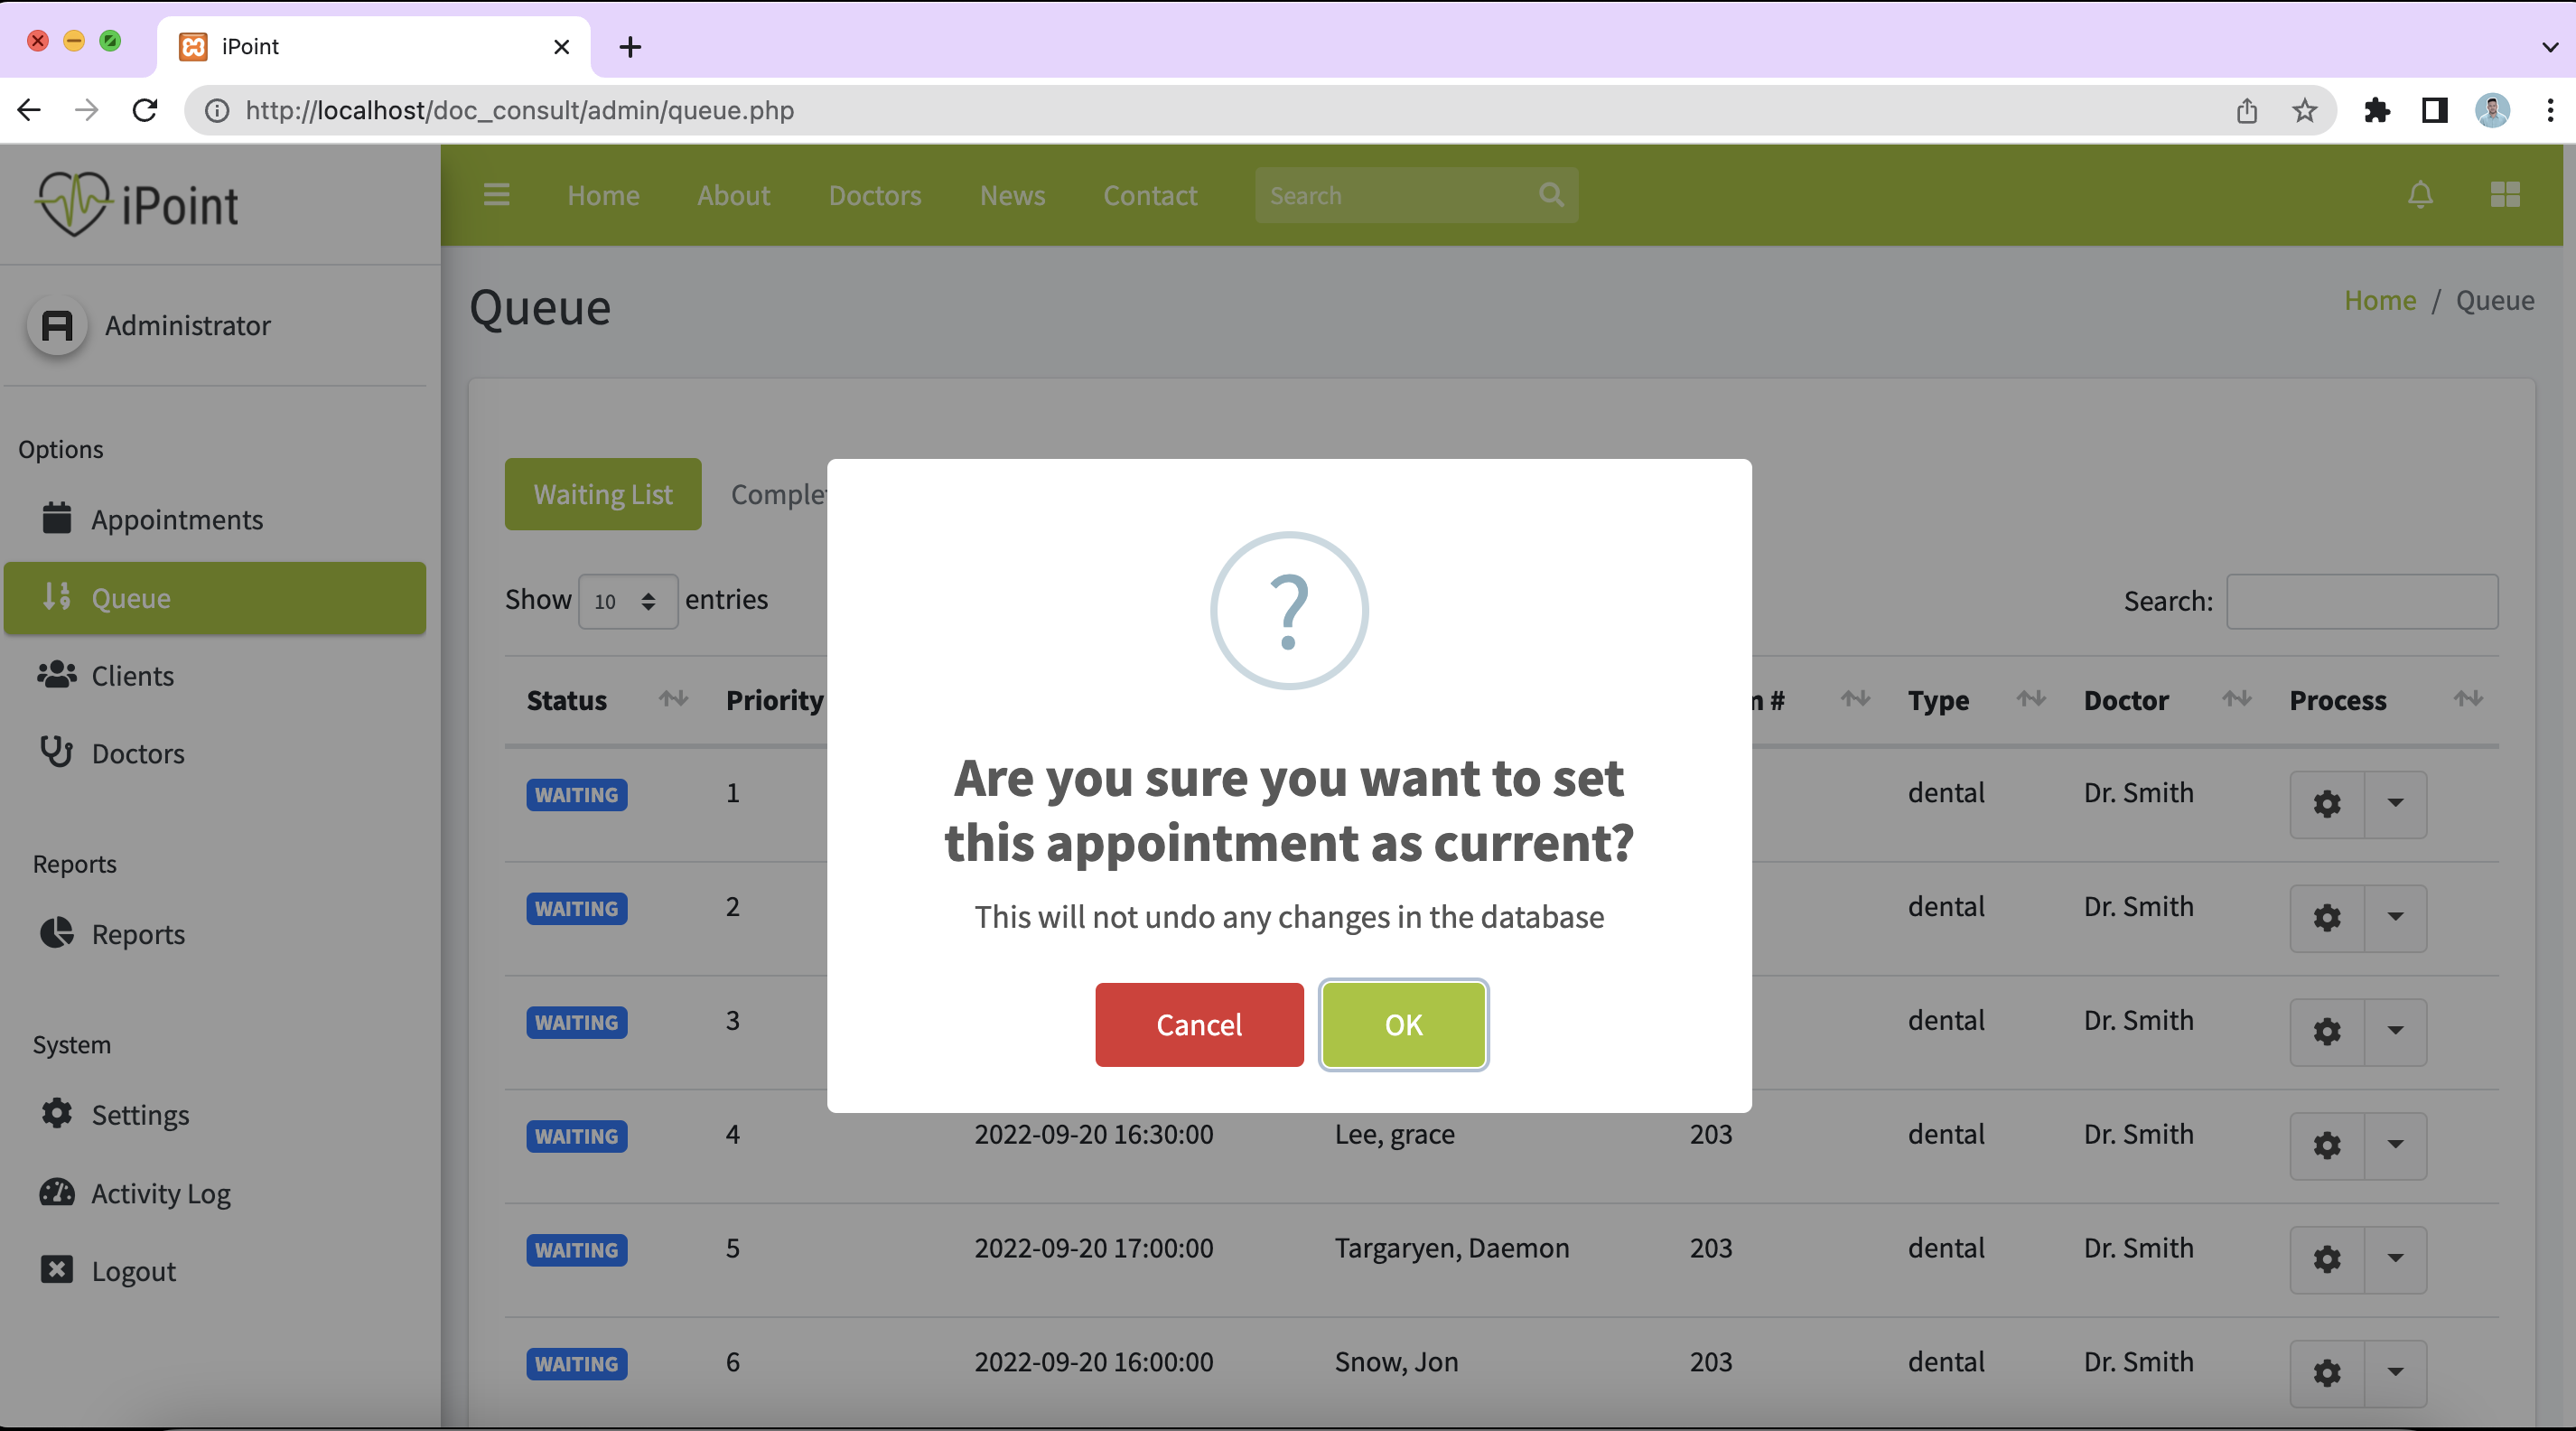 iPoint
http://localhost/doc_consult/admin/queue.php
iPoint
Home About Doctors News Contact Search
Administrator
Queue
Home / Queue
Options
Appointments
Queue
Clients
Doctors
Reports
Reports
System
Settings
Activity Log
Logout
Waiting List
Show 10 entries
Search:
Status Priority # Type Doctor Process
WAITING 1 dental Dr. Smith
WAITING 2 dental Dr. Smith
WAITING 3 dental Dr. Smith
WAITING 4 2022-09-20 16:30:00 Lee, grace 203 dental Dr. Smith
WAITING 5 2022-09-20 17:00:00 Targaryen, Daemon 203 dental Dr. Smith
WAITING 6 2022-09-20 16:00:00 Snow, Jon 203 dental Dr. Smith
?
Are you sure you want to set
this appointment as current?
This will not undo any changes in the database
Cancel OK